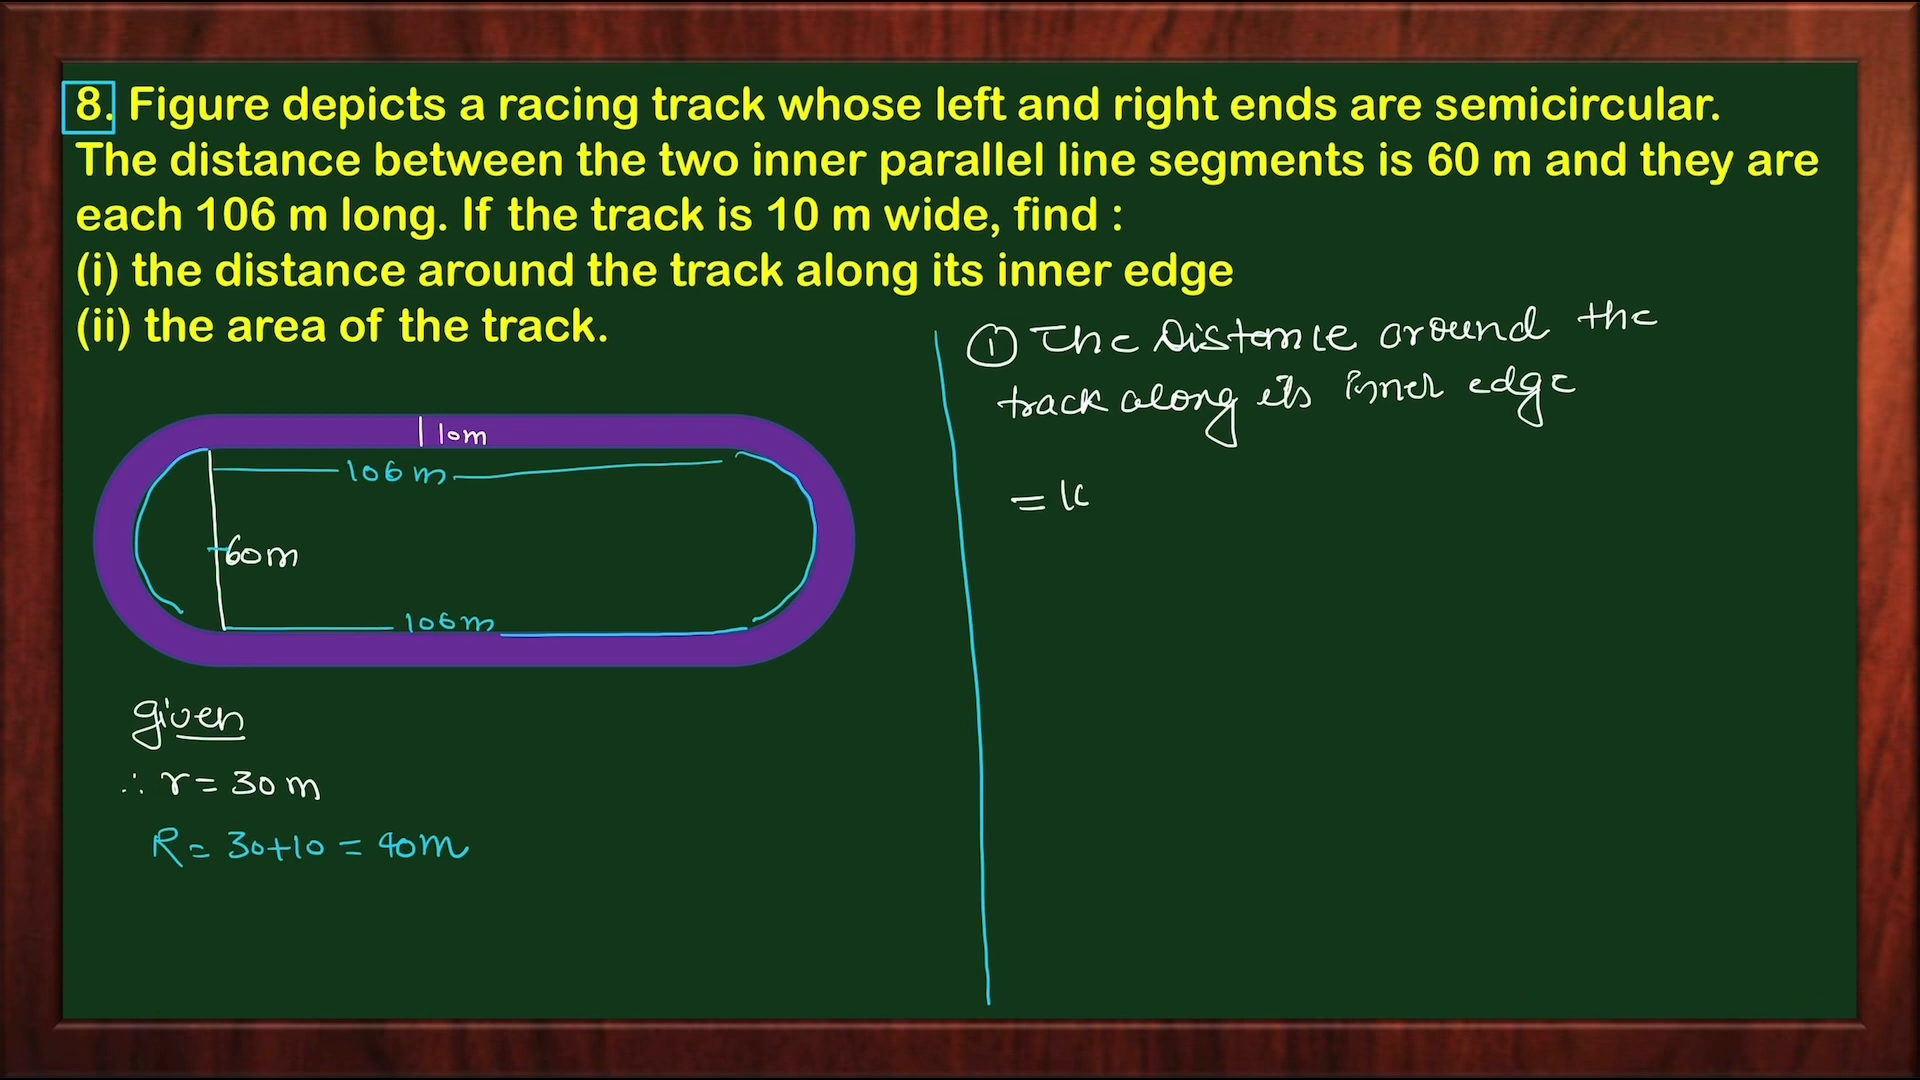 8. Figure depicts a racing track whose left and right ends are semicircular.
The distance between the two inner parallel line segments is 60 m and they are
each 106 m long. If the track is 10 m wide, find :
(i) the distance around the track along its inner edge
(ii) the area of the track.
① The Distance around the
track along its inner edge
= 10
10m
106 m
60m
106m
given
∴ r = 30 m
R = 30+10 = 40m